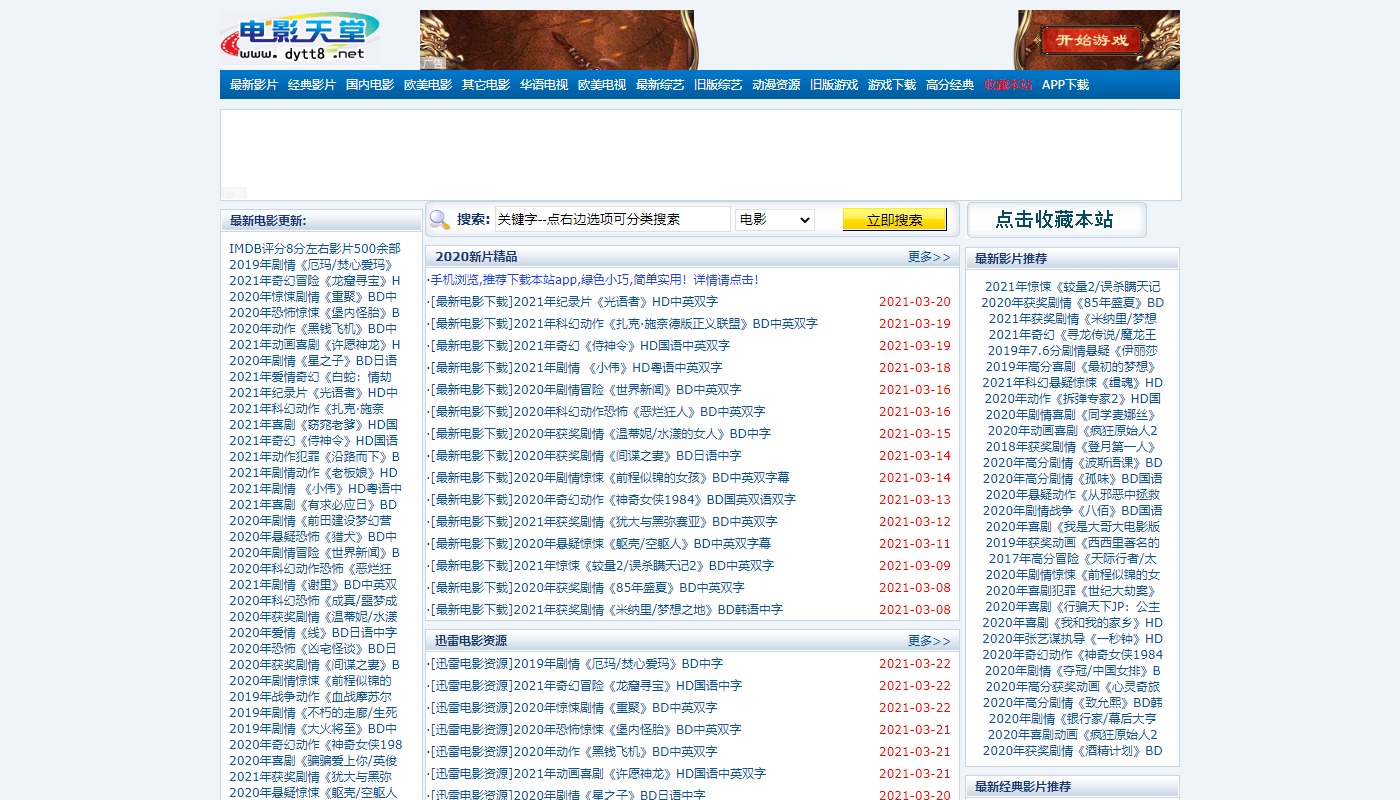 电影天堂
www.dytt8.net
广告
开始游戏
最新影片 经典影片 国内电影 欧美电影 其它电影 华语电视 欧美电视 最新综艺 旧版综艺 动漫资源 旧版游戏 游戏下载 高分经典 收藏本站 APP下载
最新电影更新:
IMDB评分8分左右影片500余部
2019年剧情《厄玛/焚心爱玛》
2021年奇幻冒险《龙窟寻宝》H
2020年惊悚剧情《重聚》BD中
2020年恐怖惊悚《堡内怪胎》B
2020年动作《黑钱飞机》BD中
2021年动画喜剧《许愿神龙》H
2020年剧情《星之子》BD日语
2021年爱情奇幻《白蛇：情劫
2021年纪录片《光语者》HD中
2021年科幻动作《扎克·施奈
2021年喜剧《窈窕老爹》HD国
2021年奇幻《侍神令》HD国语
2021年动作犯罪《沿路而下》B
2021年剧情动作《老板娘》HD
2021年剧情 《小伟》HD粤语中
2021年喜剧《有求必应日》BD
2020年剧情《前田建设梦幻营
2020年悬疑恐怖《猎犬》BD中
2020年剧情冒险《世界新闻》B
2020年科幻动作恐怖《恶烂狂
2021年剧情《谢里》BD中英双
2020年科幻恐怖《成真/噩梦成
2020年获奖剧情《温蒂妮/水漾
2020年爱情《线》BD日语中字
2020年恐怖《凶宅怪谈》BD日
2020年获奖剧情《间谍之妻》B
2020年剧情惊悚《前程似锦的
2019年战争动作《血战摩苏尔
2019年剧情《不朽的走廊/生死
2019年剧情《大火将至》BD中
2020年奇幻动作《神奇女侠198
2020年喜剧《骗骗爱上你/英俊
2021年获奖剧情《犹大与黑弥
2020年悬疑惊悚《躯壳/空躯人
搜索: 关键字--点右边选项可分类搜索 电影 立即搜索
2020新片精品 更多>>
·手机浏览,推荐下载本站app,绿色小巧,简单实用！详情请点击!
·[最新电影下载]2021年纪录片《光语者》HD中英双字 2021-03-20
·[最新电影下载]2021年科幻动作《扎克·施奈德版正义联盟》BD中英双字 2021-03-19
·[最新电影下载]2021年奇幻《侍神令》HD国语中英双字 2021-03-19
·[最新电影下载]2021年剧情 《小伟》HD粤语中英双字 2021-03-18
·[最新电影下载]2020年剧情冒险《世界新闻》BD中英双字 2021-03-16
·[最新电影下载]2020年科幻动作恐怖《恶烂狂人》BD中英双字 2021-03-16
·[最新电影下载]2020年获奖剧情《温蒂妮/水漾的女人》BD中字 2021-03-15
·[最新电影下载]2020年获奖剧情《间谍之妻》BD日语中字 2021-03-14
·[最新电影下载]2020年剧情惊悚《前程似锦的女孩》BD中英双字幕 2021-03-14
·[最新电影下载]2020年奇幻动作《神奇女侠1984》BD国英双语双字 2021-03-13
·[最新电影下载]2021年获奖剧情《犹大与黑弥赛亚》BD中英双字 2021-03-12
·[最新电影下载]2020年悬疑惊悚《躯壳/空躯人》BD中英双字幕 2021-03-11
·[最新电影下载]2021年惊悚《较量2/误杀瞒天记2》BD中英双字 2021-03-09
·[最新电影下载]2020年获奖剧情《85年盛夏》BD中英双字 2021-03-08
·[最新电影下载]2021年获奖剧情《米纳里/梦想之地》BD韩语中字 2021-03-08
迅雷电影资源 更多>>
·[迅雷电影资源]2019年剧情《厄玛/焚心爱玛》BD中字 2021-03-22
·[迅雷电影资源]2021年奇幻冒险《龙窟寻宝》HD国语中字 2021-03-22
·[迅雷电影资源]2020年惊悚剧情《重聚》BD中英双字 2021-03-22
·[迅雷电影资源]2020年恐怖惊悚《堡内怪胎》BD中英双字 2021-03-21
·[迅雷电影资源]2020年动作《黑钱飞机》BD中英双字 2021-03-21
·[迅雷电影资源]2021年动画喜剧《许愿神龙》HD国语中英双字 2021-03-21
·[迅雷电影资源]2020年剧情《星之子》BD日语中字 2021-03-20
点击收藏本站
最新影片推荐
2021年惊悚《较量2/误杀瞒天记
2020年获奖剧情《85年盛夏》BD
2021年获奖剧情《米纳里/梦想
2021年奇幻《寻龙传说/魔龙王
2019年7.6分剧情悬疑《伊丽莎
2019年高分喜剧《最初的梦想》
2021年科幻悬疑惊悚《缉魂》HD
2020年动作《拆弹专家2》HD国
2020年剧情喜剧《同学麦娜丝》
2020年动画喜剧《疯狂原始人2
2018年获奖剧情《登月第一人》
2020年高分剧情《波斯语课》BD
2020年高分剧情《孤味》BD国语
2020年悬疑动作《从邪恶中拯救
2020年剧情战争《八佰》BD国语
2020年喜剧《我是大哥大电影版
2019年获奖动画《西西里著名的
2017年高分冒险《天际行者/太
2020年剧情惊悚《前程似锦的女
2020年喜剧犯罪《世纪大劫案》
2020年喜剧《行骗天下JP：公主
2020年喜剧《我和我的家乡》HD
2020年张艺谋执导《一秒钟》HD
2020年奇幻动作《神奇女侠1984
2020年剧情《夺冠/中国女排》B
2020年高分获奖动画《心灵奇旅
2020年高分剧情《致允熙》BD韩
2020年剧情《银行家/幕后大亨
2020年喜剧动画《疯狂原始人2
2020年获奖剧情《酒精计划》BD
最新经典影片推荐